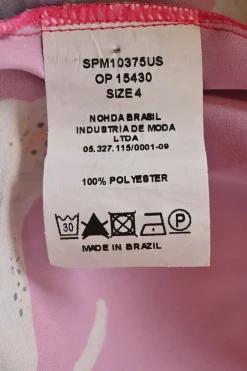 SPM10375US
OP 15430
SIZE 4
NOHDA BRASIL
INDUSTRIA DE MODA
LTDA
05.327.115/0001-09
100% POLYESTER
30 P
MADE IN BRAZIL